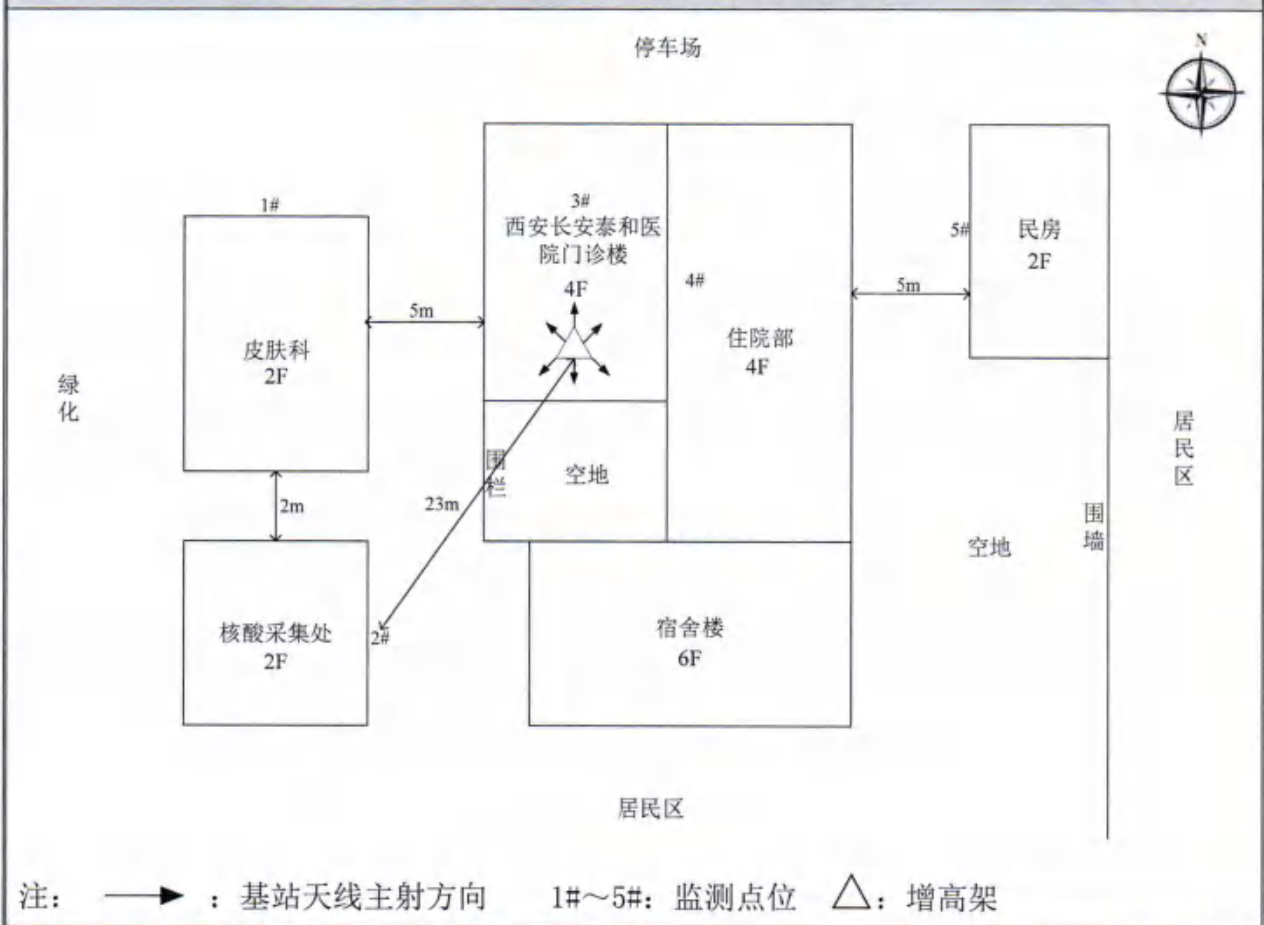 停车场
N
1#
3#
西安长安泰和医
院门诊楼
4F
5#
民房
2F
4#
5m
5m
皮肤科
2F
住院部
4F
绿化
居民区
围栏
空地
2m
23m
围墙
空地
核酸采集处
2F
2#
宿舍楼
6F
居民区
注： ：基站天线主射方向 1#～5#：监测点位 △：增高架